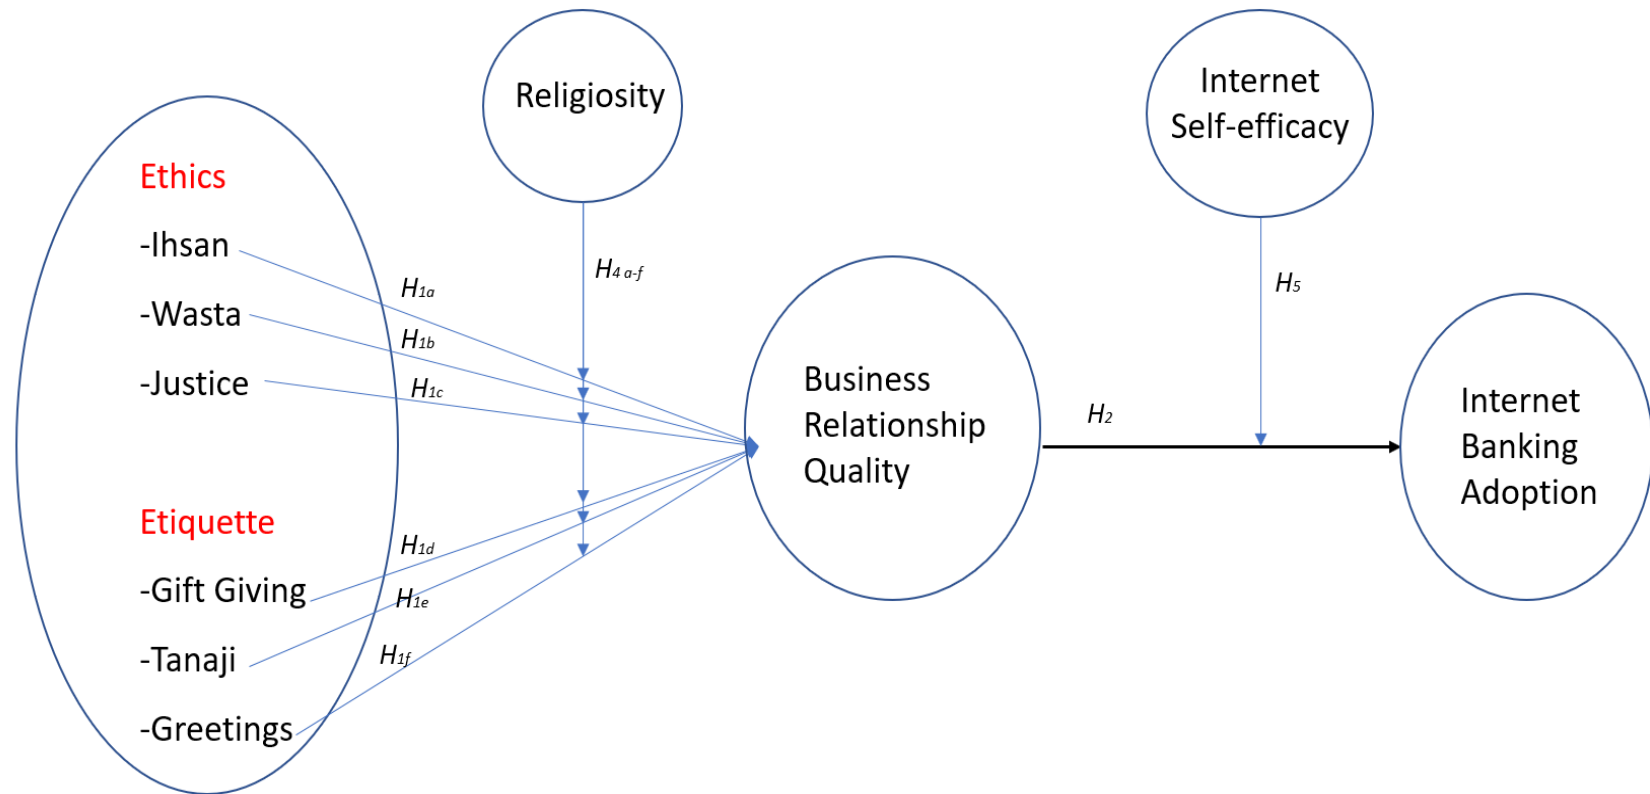 Religiosity
Internet
Self-efficacy
Ethics
-Ihsan
-Wasta
-Justice
Etiquette
-Gift Giving
-Tanaji
-Greetings
H1a
H1b
H1c
H1d
H1e
H1f
H4 a-f
Business
Relationship
Quality
H2
H5
Internet
Banking
Adoption